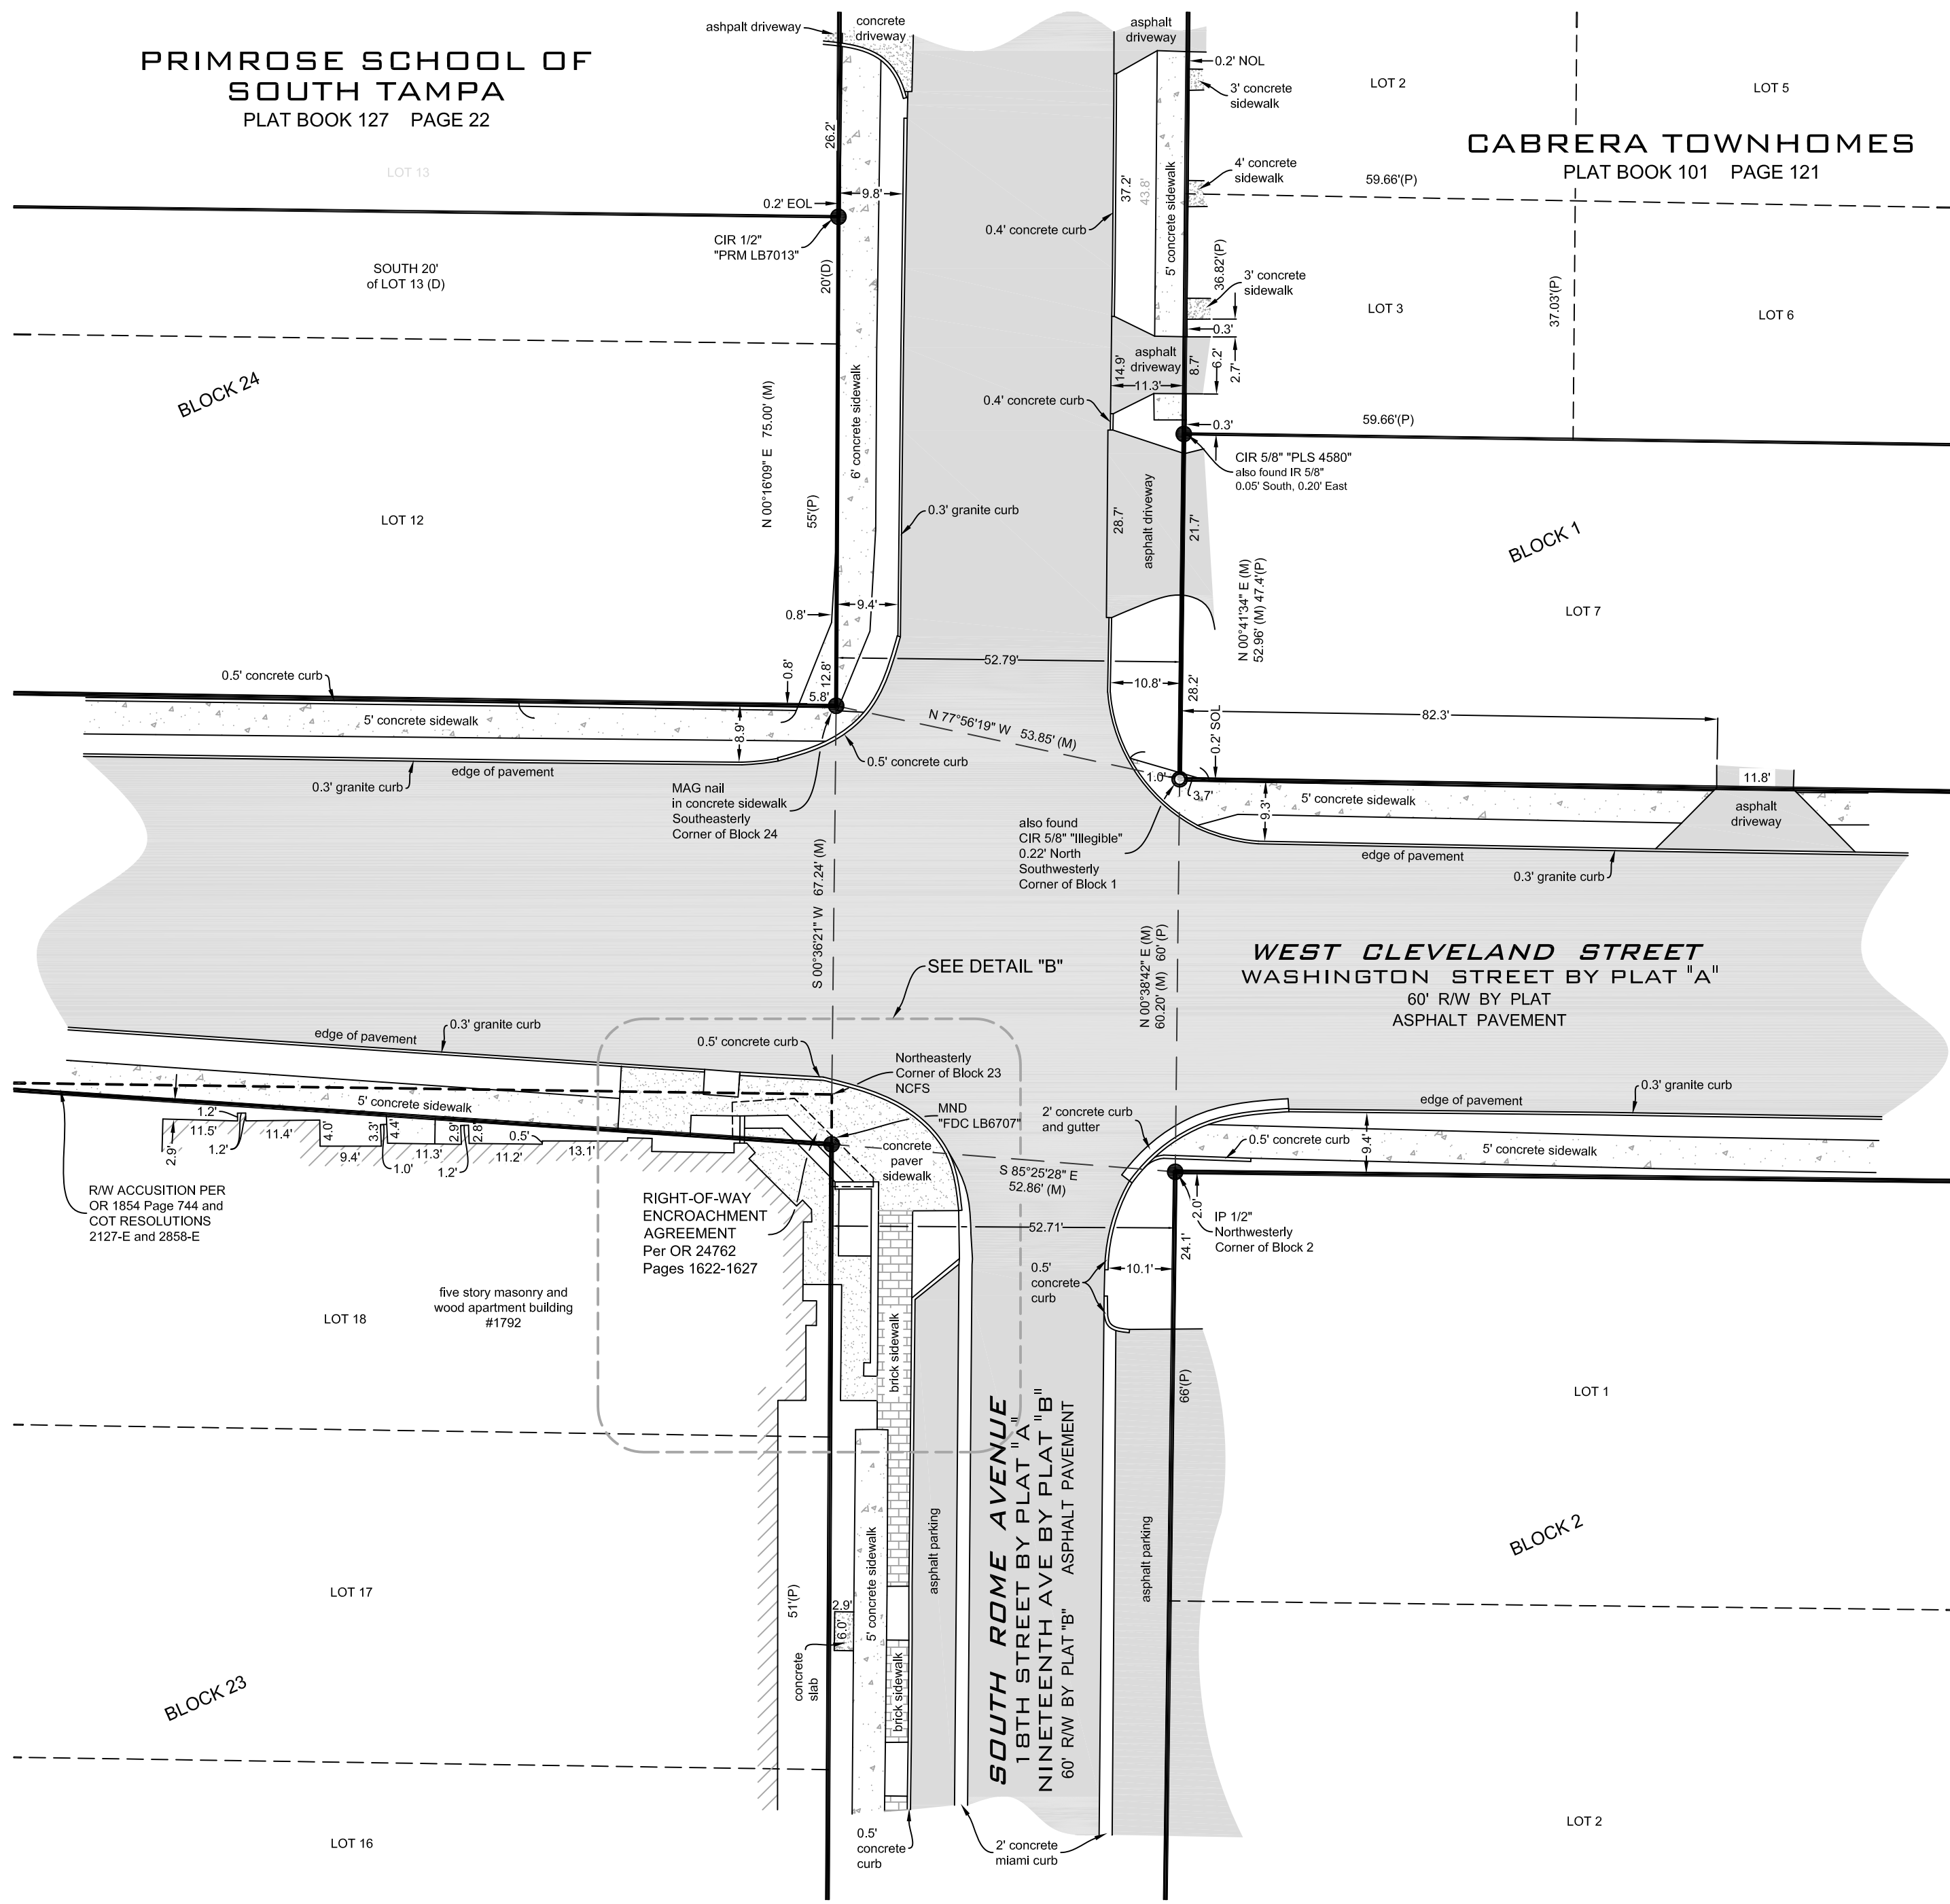 PRIMROSE SCHOOL OF
SOUTH TAMPA
PLAT BOOK 127 PAGE 22
LOT 13
ashpalt driveway
concrete
driveway
asphalt
driveway
0.2' NOL
3' concrete
sidewalk
LOT 2
LOT 5
CABRERA TOWNHOMES
PLAT BOOK 101 PAGE 121
4' concrete
sidewalk
59.66'(P)
26.2'
9.8'
0.2' EOL
CIR 1/2"
"PRM LB7013"
SOUTH 20'
of LOT 13 (D)
20'(D)
37.2'
43.8'
5' concrete sidewalk
0.4' concrete curb
36.82'(P)
3' concrete
sidewalk
LOT 3
37.03'(P)
LOT 6
0.3'
asphalt
driveway
14.9'
11.3'
8.7'
6.2'
2.7'
0.4' concrete curb
0.3'
59.66'(P)
CIR 5/8" "PLS 4580"
also found IR 5/8"
0.05' South, 0.20' East
BLOCK 24
N 00°16'09" E 75.00' (M)
55'(P)
6' concrete sidewalk
LOT 12
0.3' granite curb
28.7'
asphalt driveway
21.7'
BLOCK 1
LOT 7
N 00°41'34" E (M)
52.96' (M) 47.4'(P)
0.8'
9.4'
52.79'
0.5' concrete curb
0.8'
12.8'
5.8'
10.8'
28.2'
82.3'
5' concrete sidewalk
8.9'
N 77°56'19" W 53.85' (M)
0.2' SOL
0.5' concrete curb
edge of pavement
0.3' granite curb
MAG nail
in concrete sidewalk
Southeasterly
Corner of Block 24
1.0'
3.7'
9.3'
5' concrete sidewalk
11.8'
asphalt
driveway
also found
CIR 5/8" "Illegible"
0.22' North
Southwesterly
Corner of Block 1
edge of pavement
0.3' granite curb
S 00°36'21" W 67.24' (M)
N 00°38'42" E (M)
60.20' (M) 60' (P)
WEST CLEVELAND STREET
WASHINGTON STREET BY PLAT "A"
60' R/W BY PLAT
ASPHALT PAVEMENT
SEE DETAIL "B"
0.3' granite curb
edge of pavement
0.5' concrete curb
Northeasterly
Corner of Block 23
NCFS
MND
"FDC LB6707"
2' concrete curb
and gutter
0.3' granite curb
edge of pavement
0.5' concrete curb
9.4'
5' concrete sidewalk
5' concrete sidewalk
1.2'
11.5'
2.9'
1.2'
11.4'
4.0'
9.4'
3.3'
4.4'
1.0'
11.3'
2.9'
2.8'
1.2'
11.2'
0.5'
13.1'
concrete
paver
sidewalk
S 85°25'28" E
52.86' (M)
R/W ACCUSITION PER
OR 1854 Page 744 and
COT RESOLUTIONS
2127-E and 2858-E
RIGHT-OF-WAY
ENCROACHMENT
AGREEMENT
Per OR 24762
Pages 1622-1627
52.71'
2.0'
24.1'
IP 1/2"
Northwesterly
Corner of Block 2
0.5'
concrete
curb
10.1'
five story masonry and
wood apartment building
#1792
LOT 18
brick sidewalk
66'(P)
LOT 1
SOUTH ROME AVENUE
18TH STREET BY PLAT "A"
NINETEENTH AVE BY PLAT "B"
60' R/W BY PLAT "B" ASPHALT PAVEMENT
asphalt parking
asphalt parking
BLOCK 2
LOT 17
51'(P)
2.9'
6.0'
5' concrete sidewalk
concrete
slab
brick sidewalk
BLOCK 23
LOT 16
0.5'
concrete
curb
2' concrete
miami curb
LOT 2